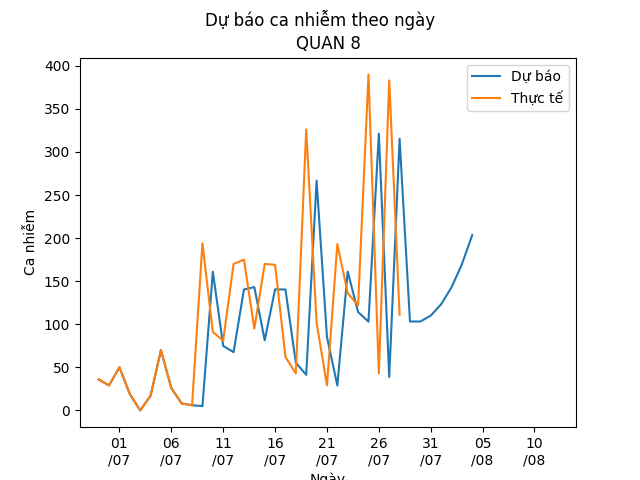 Dự báo ca nhiễm theo ngày
QUAN 8
Dự báo
Thực tế
Ca nhiễm
400
350
300
250
200
150
100
50
0
01 06 11 16 21 26 31 05 10
/07 /07 /07 /07 /07 /07 /07 /08 /08
Ngày